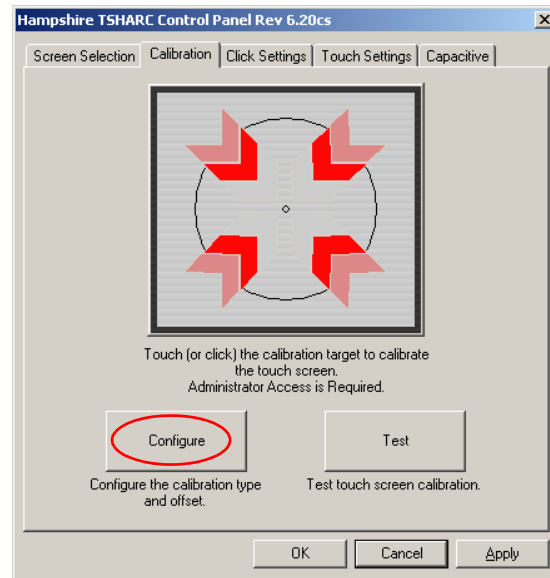 Hampshire TSHARC Control Panel Rev 6.20cs
Screen Selection Calibration Click Settings Touch Settings Capacitive
Touch (or click) the calibration target to calibrate
the touch screen.
Administrator Access is Required.
Configure Test
Configure the calibration type
and offset.
Test touch screen calibration.
OK Cancel Apply